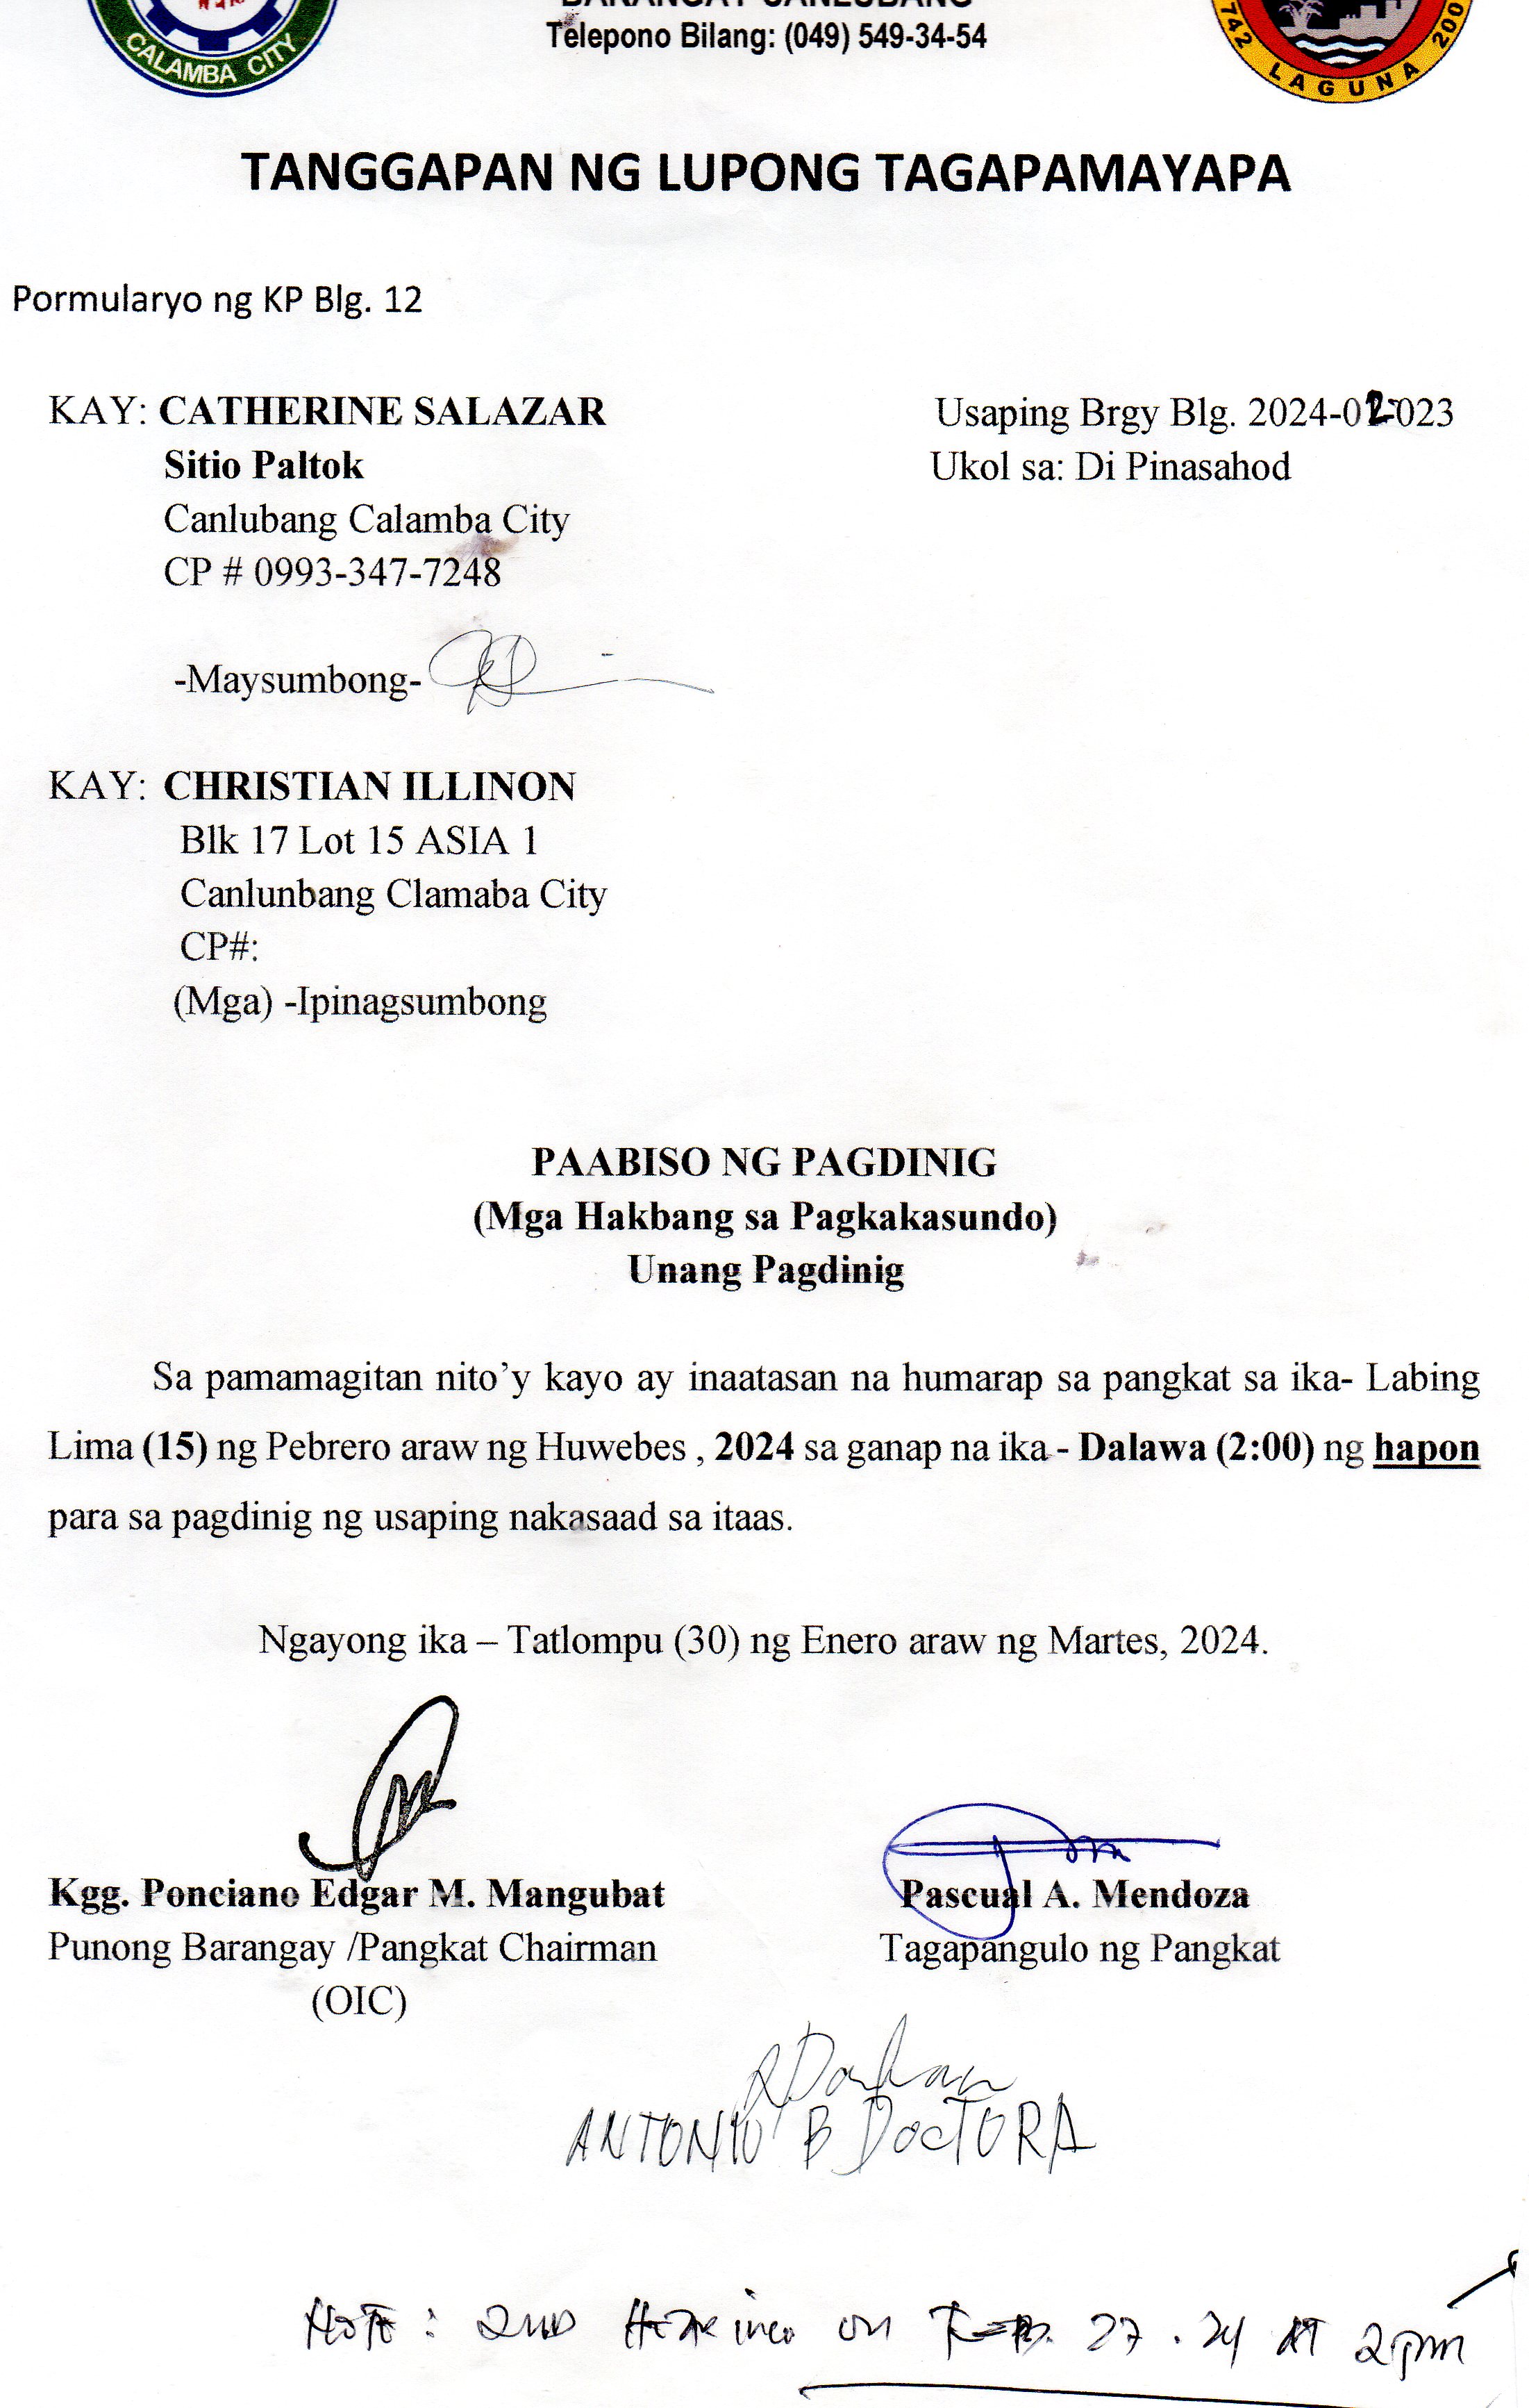 CALAMBA CITY
BARANGAY CANLUBANG
Telepono Bilang: (049) 549-34-54
1742 LAGUNA 200
TANGGAPAN NG LUPONG TAGAPAMAYAPA
Pormularyo ng KP Blg. 12
KAY: CATHERINE SALAZAR
Sitio Paltok
Canlubang Calamba City
CP # 0993-347-7248
-Maysumbong-
Usaping Brgy Blg. 2024-02-023
Ukol sa: Di Pinasahod
KAY: CHRISTIAN ILLINON
Blk 17 Lot 15 ASIA 1
Canlunbang Clamaba City
CP#:
(Mga) -Ipinagsumbong
PAABISO NG PAGDINIG
(Mga Hakbang sa Pagkakasundo)
Unang Pagdinig
Sa pamamagitan nito’y kayo ay inaatasan na humarap sa pangkat sa ika- Labing
Lima (15) ng Pebrero araw ng Huwebes , 2024 sa ganap na ika - Dalawa (2:00) ng hapon
para sa pagdinig ng usaping nakasaad sa itaas.
Ngayong ika – Tatlompu (30) ng Enero araw ng Martes, 2024.
Kgg. Ponciano Edgar M. Mangubat
Punong Barangay /Pangkat Chairman
(OIC)
Pascual A. Mendoza
Tagapangulo ng Pangkat
ANTONIO B DOCTORA
NOTE : 2ND HEARING ON FEB. 27 . 24 AT 2pm